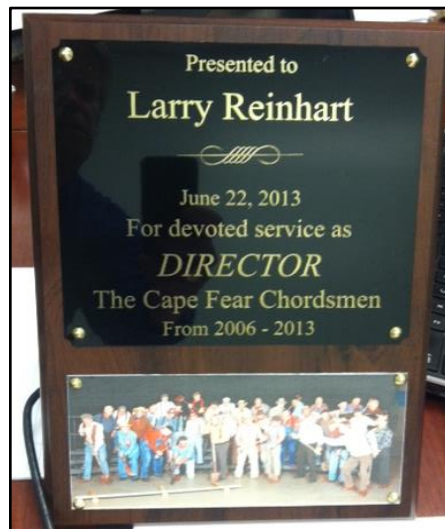 Presented to
Larry Reinhart
June 22, 2013
For devoted service as
DIRECTOR
The Cape Fear Chordsmen
From 2006 - 2013